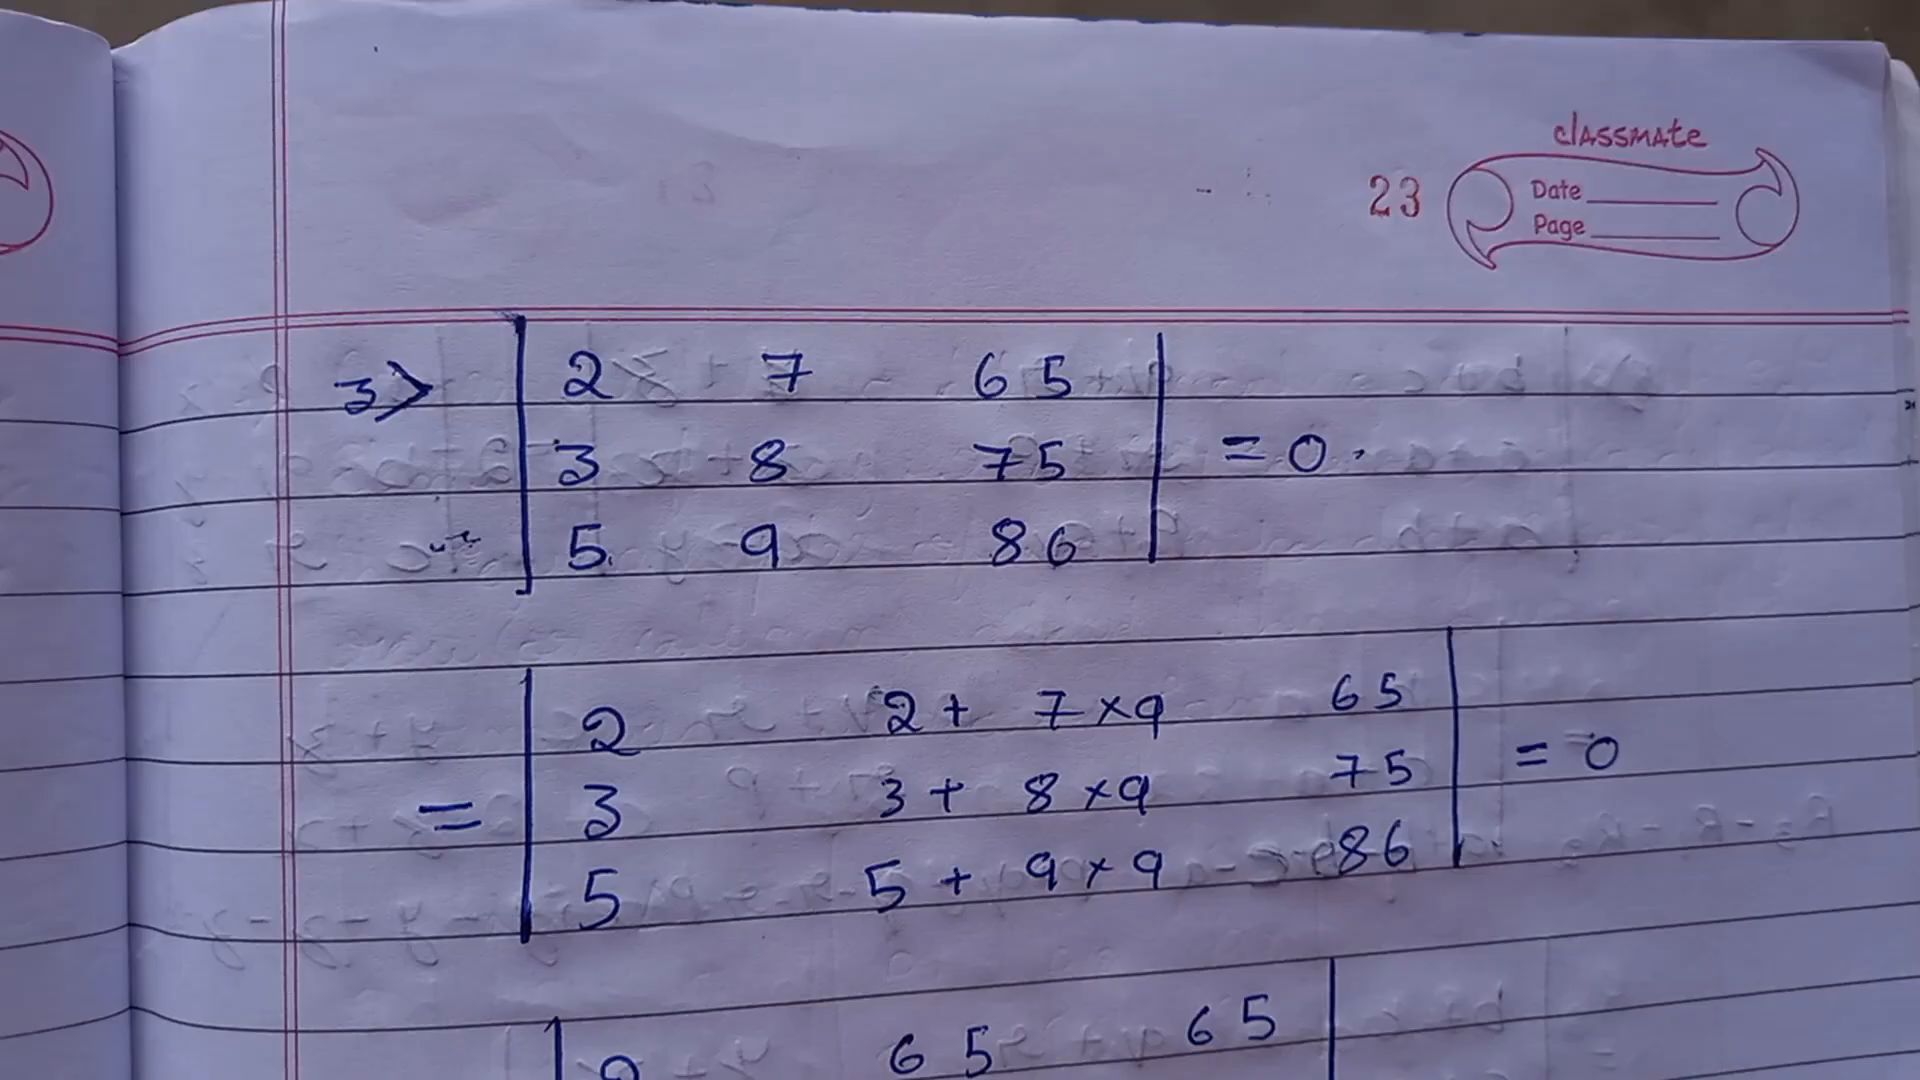 classmate
23
Date
Page
3> | 2 7 65 |
| 3 8 75 | = 0.
| 5 9 86 |
| 2 2 + 7 × 9 65 |
= | 3 3 + 8 × 9 75 | = 0
| 5 5 + 9 × 9 86 |
| 2 65 65 |